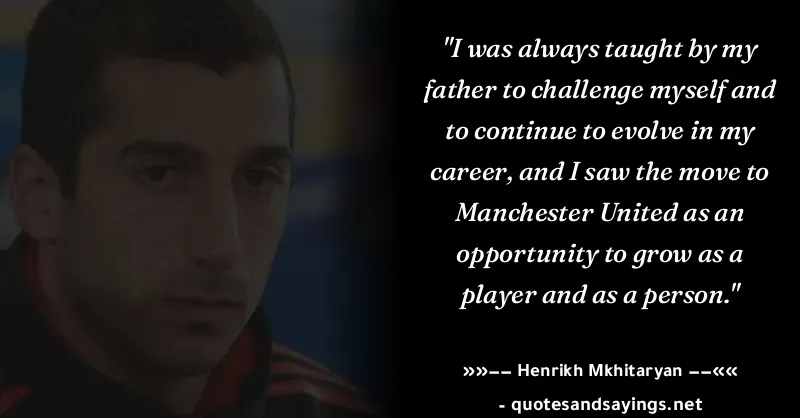 "I was always taught by my
father to challenge myself and
to continue to evolve in my
career, and I saw the move to
Manchester United as an
opportunity to grow as a
player and as a person."
»»−− Henrikh Mkhitaryan −−««
- quotesandsayings.net